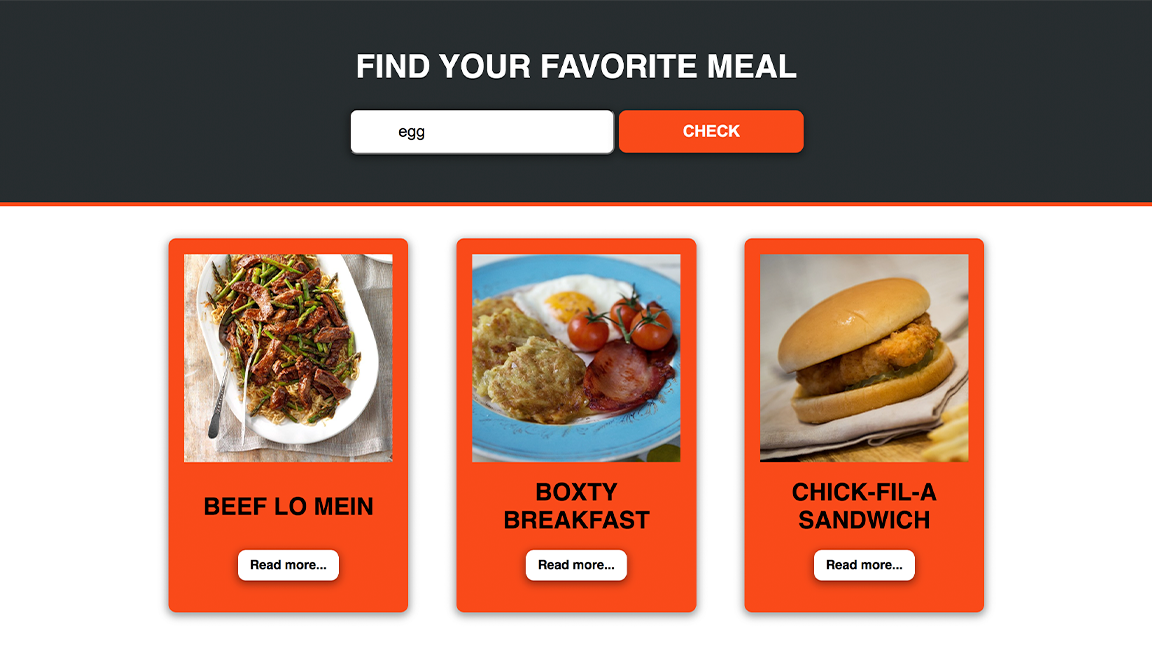 FIND YOUR FAVORITE MEAL
egg
CHECK
BEEF LO MEIN
Read more...
BOXTY
BREAKFAST
Read more...
CHICK-FIL-A
SANDWICH
Read more...